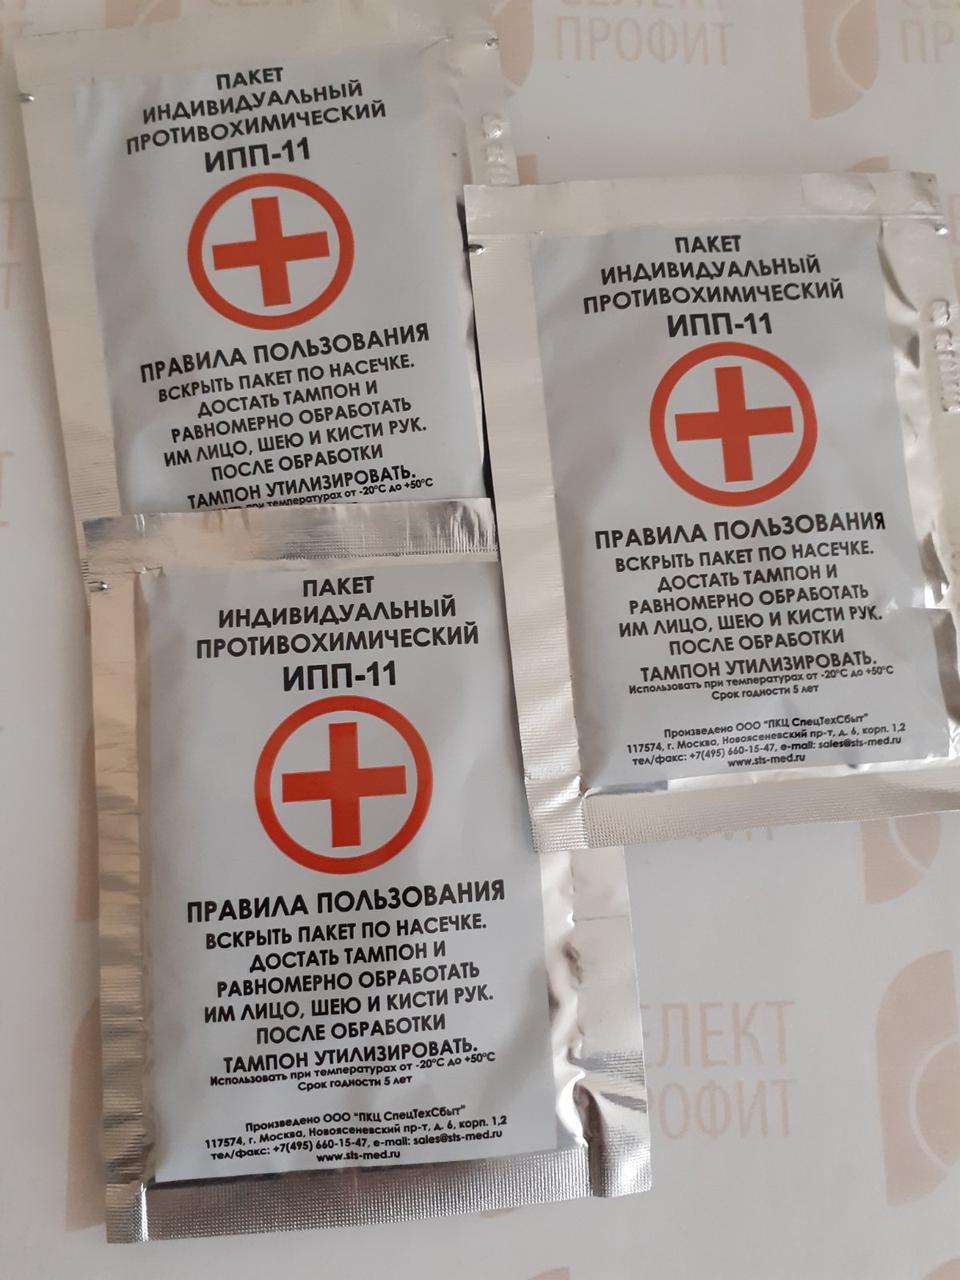 СЕЛЕКТ
ПРОФИТ
ПАКЕТ
ИНДИВИДУАЛЬНЫЙ
ПРОТИВОХИМИЧЕСКИЙ
ИПП-11
ПРАВИЛА ПОЛЬЗОВАНИЯ
ВСКРЫТЬ ПАКЕТ ПО НАСЕЧКЕ.
ДОСТАТЬ ТАМПОН И
РАВНОМЕРНО ОБРАБОТАТЬ
ИМ ЛИЦО, ШЕЮ И КИСТИ РУК.
ПОСЛЕ ОБРАБОТКИ
ТАМПОН УТИЛИЗИРОВАТЬ.
при температурах от -20°С до +50°С
ПАКЕТ
ИНДИВИДУАЛЬНЫЙ
ПРОТИВОХИМИЧЕСКИЙ
ИПП-11
ПРАВИЛА ПОЛЬЗОВАНИЯ
ВСКРЫТЬ ПАКЕТ ПО НАСЕЧКЕ.
ДОСТАТЬ ТАМПОН И
РАВНОМЕРНО ОБРАБОТАТЬ
ИМ ЛИЦО, ШЕЮ И КИСТИ РУК.
ПОСЛЕ ОБРАБОТКИ
ТАМПОН УТИЛИЗИРОВАТЬ.
Использовать при температурах от -20°С до +50°С
Срок годности 5 лет
Произведено ООО "ПКЦ СпецТехСбыт"
117574, г. Москва, Новоясеневский пр-т, д. 6, корп. 1,2
тел/факс: +7(495) 660-15-47, e-mail: sales@sts-med.ru
www.sts-med.ru
ПАКЕТ
ИНДИВИДУАЛЬНЫЙ
ПРОТИВОХИМИЧЕСКИЙ
ИПП-11
ПРАВИЛА ПОЛЬЗОВАНИЯ
ВСКРЫТЬ ПАКЕТ ПО НАСЕЧКЕ.
ДОСТАТЬ ТАМПОН И
РАВНОМЕРНО ОБРАБОТАТЬ
ИМ ЛИЦО, ШЕЮ И КИСТИ РУК.
ПОСЛЕ ОБРАБОТКИ
ТАМПОН УТИЛИЗИРОВАТЬ.
Использовать при температурах от -20°С до +50°С
Срок годности 5 лет
Произведено ООО "ПКЦ СпецТехСбыт"
117574, г. Москва, Новоясеневский пр-т, д. 6, корп. 1,2
тел/факс: +7(495) 660-15-47, e-mail: sales@sts-med.ru
www.sts-med.ru
ЕЛЕКТ
ОФИТ